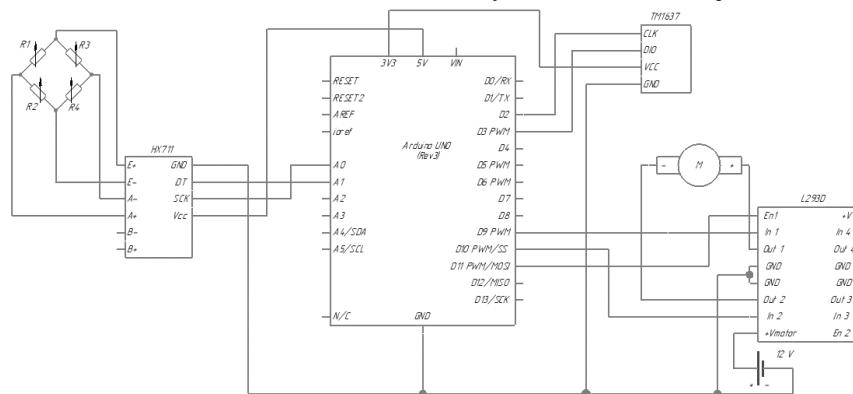 TM1637
CLK
DIO
VCC
GND
3V3
5V
VIN
RESET
RESET2
AREF
ioref
A0
A1
A2
A3
A4/SDA
A5/SCL
N/C
Arduino UNO
(Rev3)
D0/RX
D1/TX
D2
D3 PWM
D4
D5 PWM
D6 PWM
D7
D8
D9 PWM
D10 PWM/SS
D11 PWM/MOSI
D12/MISO
D13/SCK
GND
R1
R3
R2
R4
HX711
E+
E-
A-
A+
B-
B+
GND
DT
SCK
Vcc
- M +
L293D
En1
In 1
Out 1
GND
GND
Out 2
In 2
+Vmotor
+V
In 4
Out 4
GND
GND
Out 3
In 3
En 2
12 V
+ -